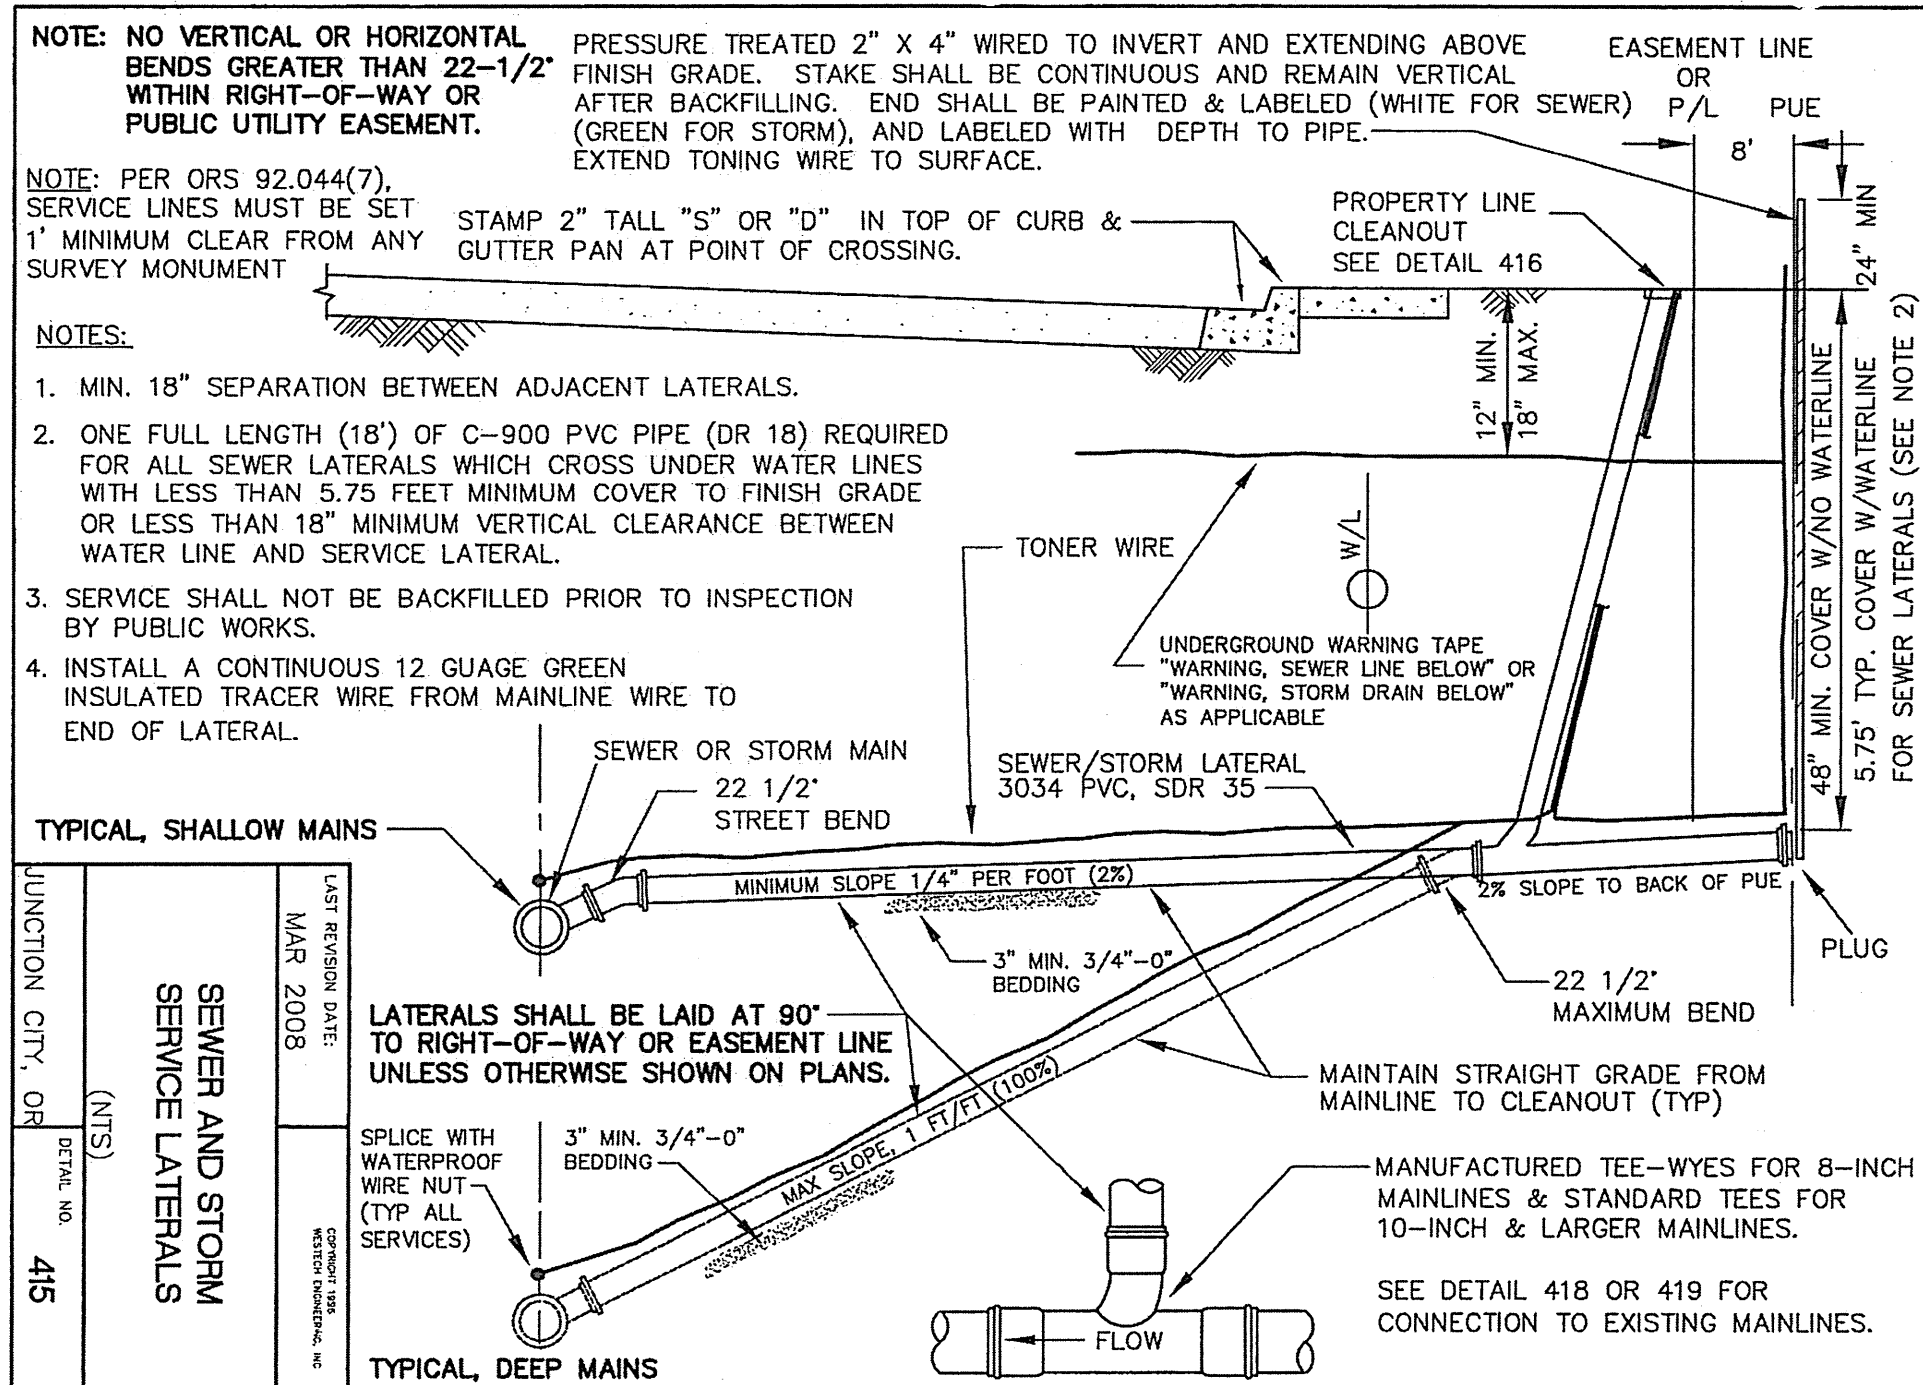 NOTE: NO VERTICAL OR HORIZONTAL
BENDS GREATER THAN 22-1/2°
WITHIN RIGHT-OF-WAY OR
PUBLIC UTILITY EASEMENT.
PRESSURE TREATED 2" X 4" WIRED TO INVERT AND EXTENDING ABOVE
FINISH GRADE. STAKE SHALL BE CONTINUOUS AND REMAIN VERTICAL
AFTER BACKFILLING. END SHALL BE PAINTED & LABELED (WHITE FOR SEWER)
(GREEN FOR STORM), AND LABELED WITH DEPTH TO PIPE.
EXTEND TONING WIRE TO SURFACE.
EASEMENT LINE
OR
P/L PUE
8'
24" MIN
NOTE: PER ORS 92.044(7),
SERVICE LINES MUST BE SET
1' MINIMUM CLEAR FROM ANY
SURVEY MONUMENT
STAMP 2" TALL "S" OR "D" IN TOP OF CURB &
GUTTER PAN AT POINT OF CROSSING.
PROPERTY LINE
CLEANOUT
SEE DETAIL 416
NOTES:
1. MIN. 18" SEPARATION BETWEEN ADJACENT LATERALS.
2. ONE FULL LENGTH (18') OF C-900 PVC PIPE (DR 18) REQUIRED
FOR ALL SEWER LATERALS WHICH CROSS UNDER WATER LINES
WITH LESS THAN 5.75 FEET MINIMUM COVER TO FINISH GRADE
OR LESS THAN 18" MINIMUM VERTICAL CLEARANCE BETWEEN
WATER LINE AND SERVICE LATERAL.
3. SERVICE SHALL NOT BE BACKFILLED PRIOR TO INSPECTION
BY PUBLIC WORKS.
4. INSTALL A CONTINUOUS 12 GUAGE GREEN
INSULATED TRACER WIRE FROM MAINLINE WIRE TO
END OF LATERAL.
12" MIN.
18" MAX.
TONER WIRE
W/L
UNDERGROUND WARNING TAPE
"WARNING, SEWER LINE BELOW" OR
"WARNING, STORM DRAIN BELOW"
AS APPLICABLE
48" MIN. COVER W/NO WATERLINE
5.75' TYP. COVER W/WATERLINE
FOR SEWER LATERALS (SEE NOTE 2)
SEWER OR STORM MAIN
22 1/2°
STREET BEND
SEWER/STORM LATERAL
3034 PVC, SDR 35
TYPICAL, SHALLOW MAINS
MINIMUM SLOPE 1/4" PER FOOT (2%)
2% SLOPE TO BACK OF PUE
PLUG
3" MIN. 3/4"-0"
BEDDING
22 1/2°
MAXIMUM BEND
LATERALS SHALL BE LAID AT 90°
TO RIGHT-OF-WAY OR EASEMENT LINE
UNLESS OTHERWISE SHOWN ON PLANS.
MAINTAIN STRAIGHT GRADE FROM
MAINLINE TO CLEANOUT (TYP)
SPLICE WITH
WATERPROOF
WIRE NUT
(TYP ALL
SERVICES)
3" MIN. 3/4"-0"
BEDDING
MAX SLOPE, 1 FT/FT (100%)
MANUFACTURED TEE-WYES FOR 8-INCH
MAINLINES & STANDARD TEES FOR
10-INCH & LARGER MAINLINES.
SEE DETAIL 418 OR 419 FOR
CONNECTION TO EXISTING MAINLINES.
FLOW
TYPICAL, DEEP MAINS
LAST REVISION DATE:
MAR 2008
COPYRIGHT 1996
WESTECH ENGINEERING, INC
SEWER AND STORM
SERVICE LATERALS
(NTS)
JUNCTION CITY, OR
DETAIL NO.
415